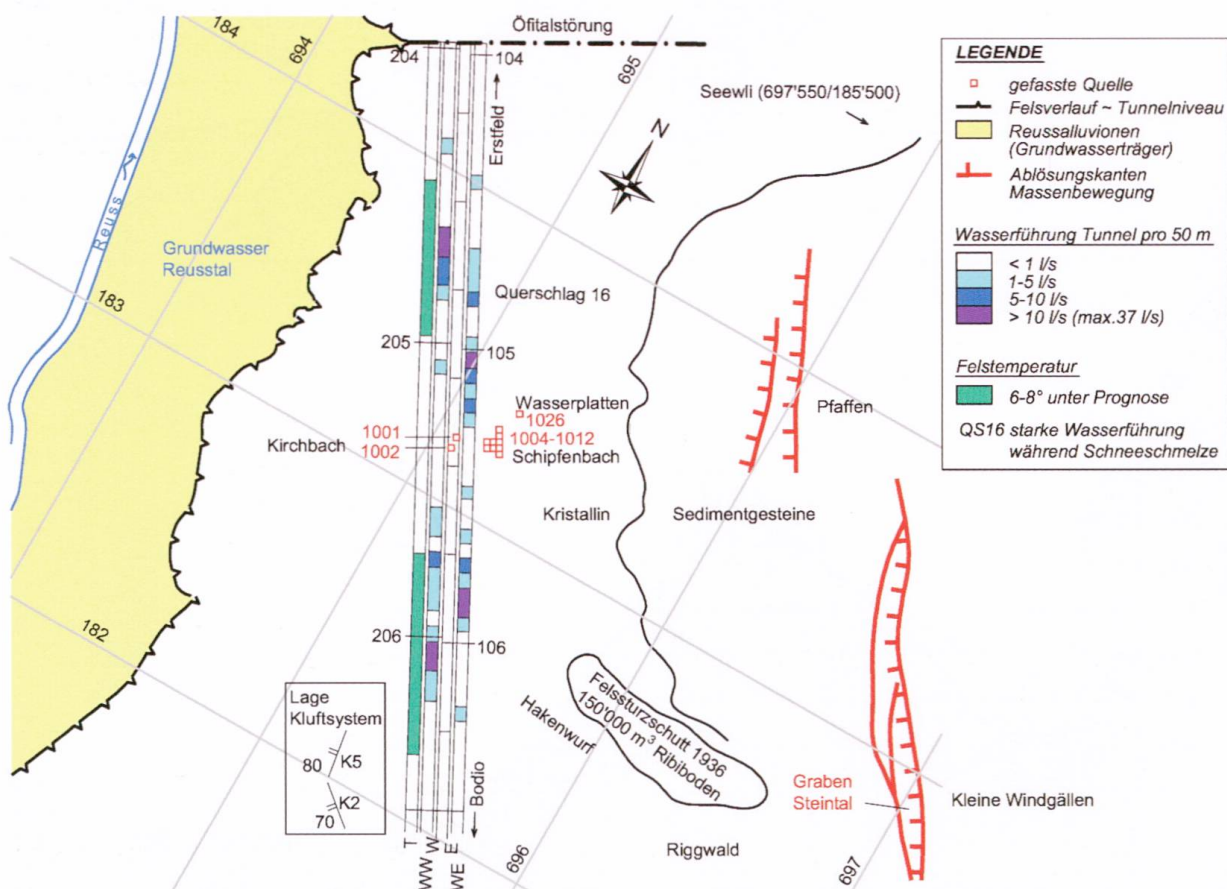 Öfitalstörung
184
694
204
104
695
Erstfeld
Seewli (697'550/185'500)
N
Reuss
Grundwasser
Reusstal
183
Querschlag 16
205
105
Wasserplatten
1026
1001
1004-1012
Kirchbach
1002
Schipfenbach
Pfaffen
Kristallin
Sedimentgesteine
182
206
106
Lage
Kluftsystem
80
K5
K2
70
Felssturzschutt 1936
150'000 m³ Ribiboden
Hakenwurf
Bodio
Graben
Steintal
Kleine Windgällen
Riggwald
T
WW
W
E
WE
696
697
LEGENDE
gefasste Quelle
Felsverlauf ~ Tunnelniveau
Reussalluvionen
(Grundwasserträger)
Ablösungskanten
Massenbewegung
Wasserführung Tunnel pro 50 m
< 1 l/s
1-5 l/s
5-10 l/s
> 10 l/s (max.37 l/s)
Felstemperatur
6-8° unter Prognose
QS16 starke Wasserführung
während Schneeschmelze